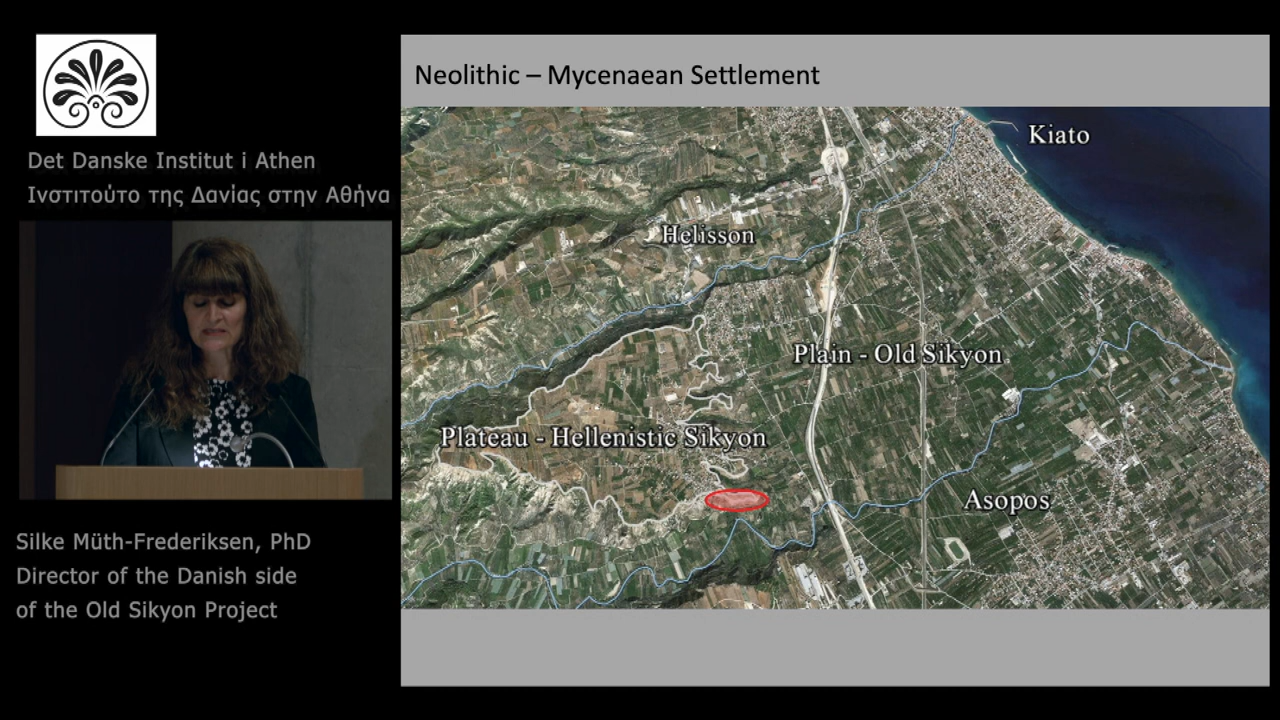 Det Danske Institut i Athen
Ινστιτούτο της Δανίας στην Αθήνα
Silke Müth-Frederiksen, PhD
Director of the Danish side
of the Old Sikyon Project
Neolithic – Mycenaean Settlement
Kiato
Helisson
Plain - Old Sikyon
Plateau - Hellenistic Sikyon
Asopos